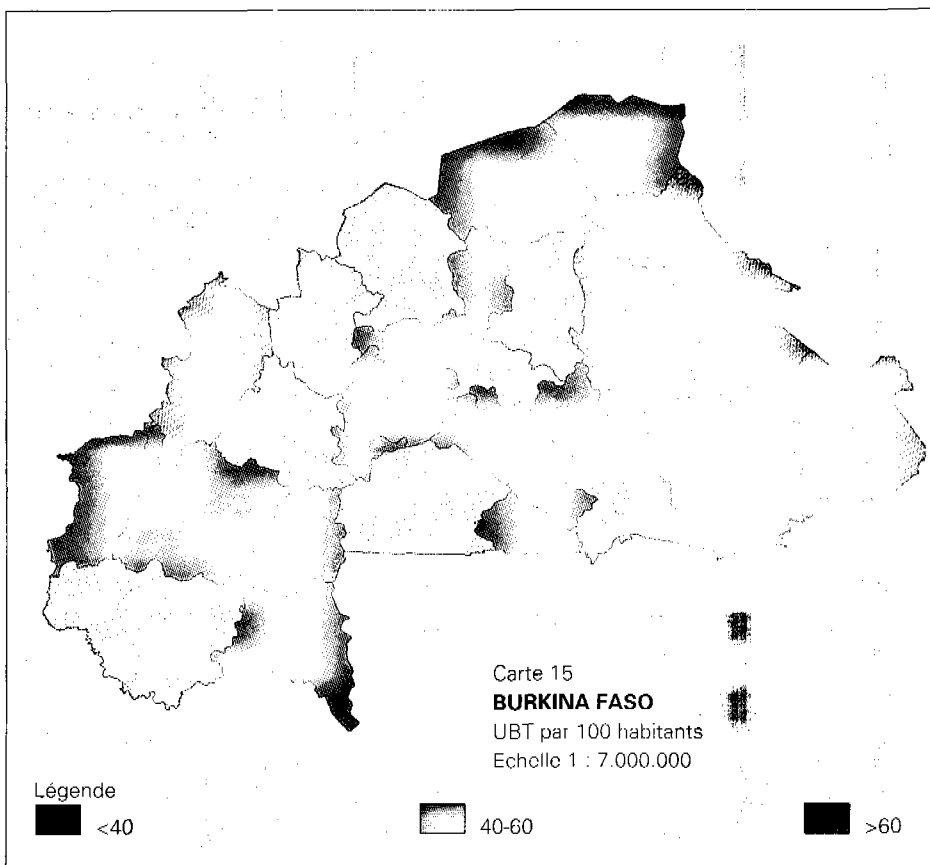 Carte 15
BURKINA FASO
UBT par 100 habitants
Echelle 1 : 7.000.000
Légende
<40
40-60
>60